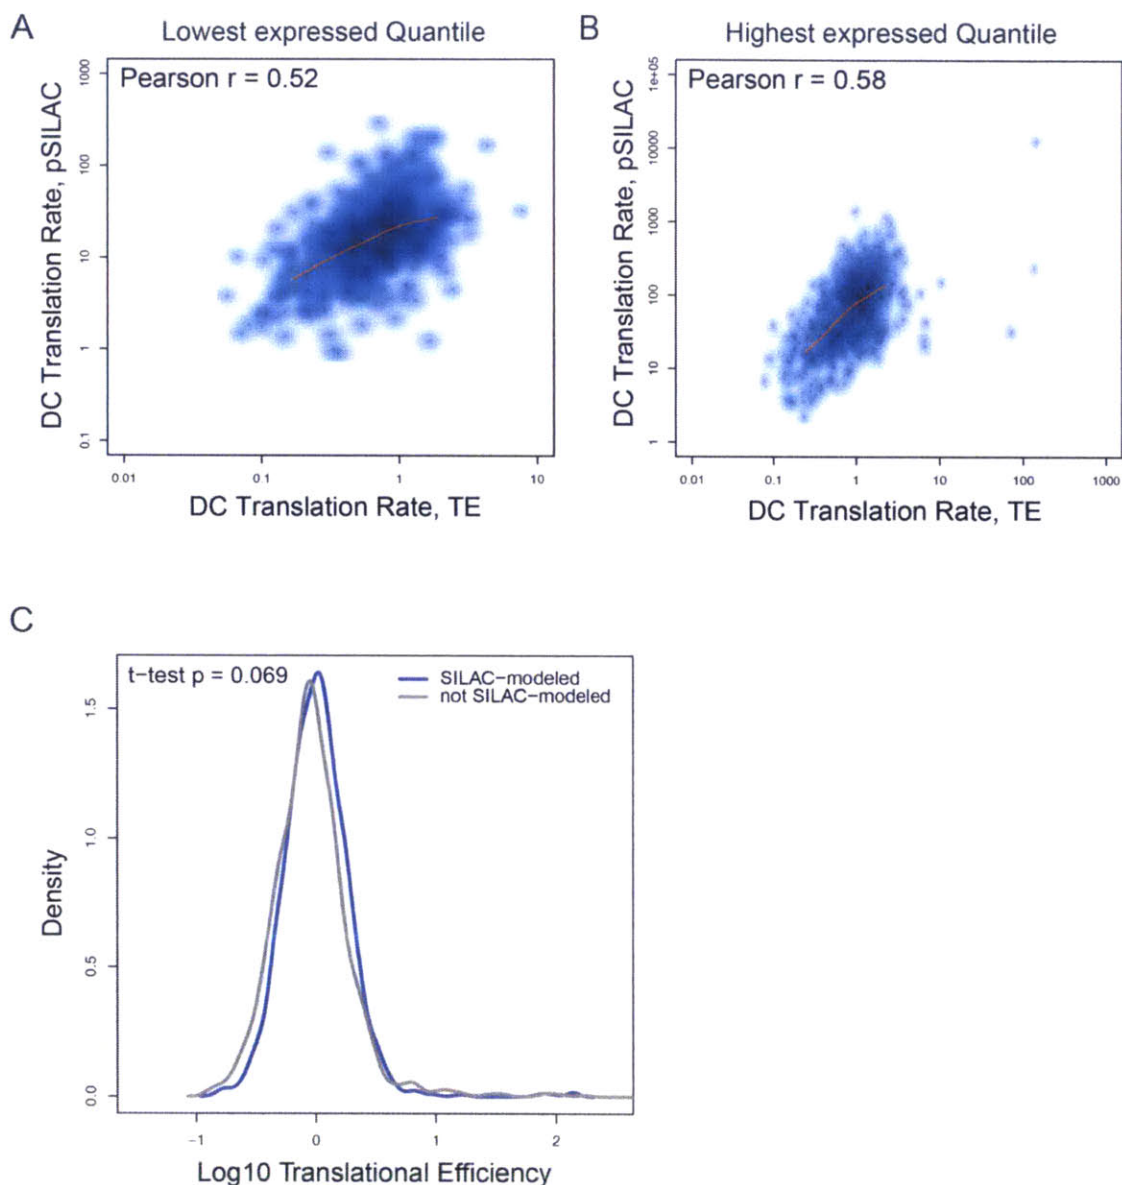 A
Lowest expressed Quantile
Pearson r = 0.52
DC Translation Rate, pSILAC
1000
100
10
1
0.1
0.01
0.1
1
10
DC Translation Rate, TE
B
Highest expressed Quantile
Pearson r = 0.58
DC Translation Rate, pSILAC
1e+05
10000
1000
100
10
1
0.01
0.1
1
10
100
1000
DC Translation Rate, TE
C
t−test p = 0.069
SILAC−modeled
not SILAC−modeled
Density
1.5
1.0
0.5
0.0
−1
0
1
2
Log10 Translational Efficiency